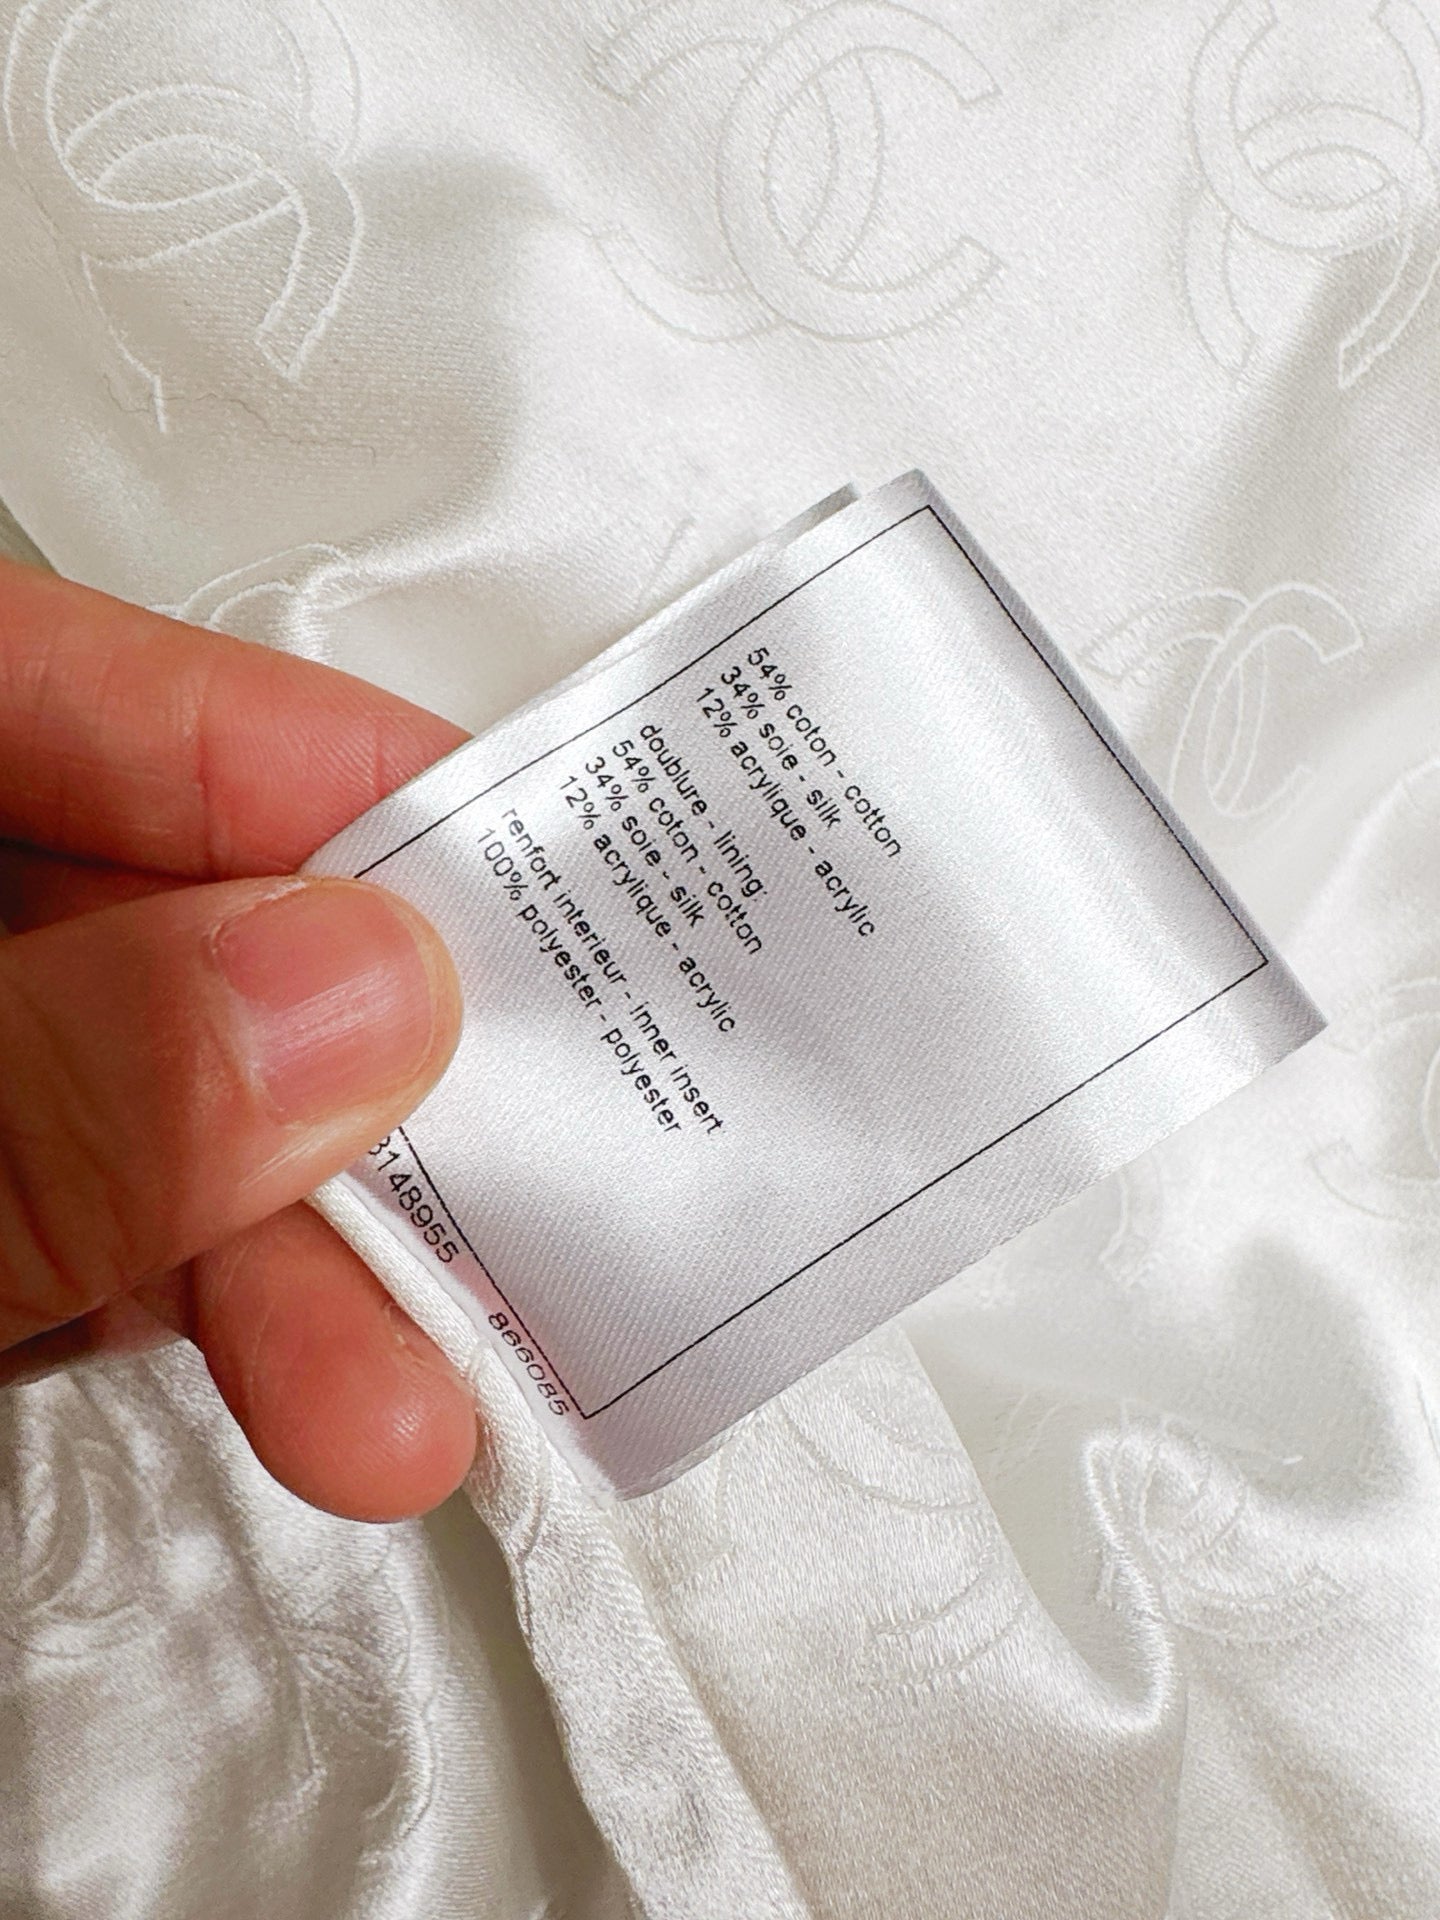 54% coton - cotton
34% soie - silk
12% acrylique - acrylic
doublure - lining:
54% coton - cotton
34% soie - silk
12% acrylique - acrylic
renfort interieur - inner insert
100% polyester - polyester
3148955
866085